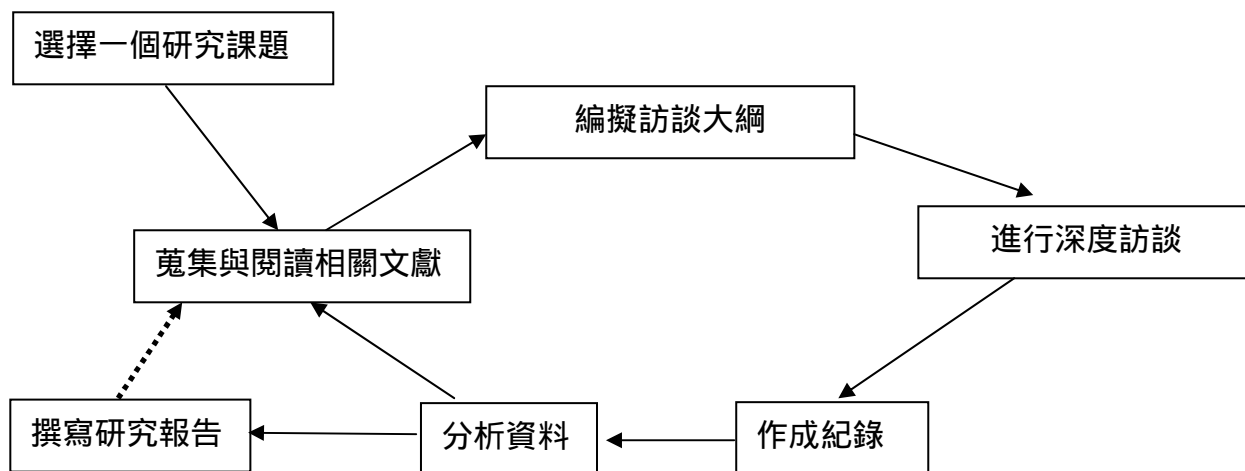 選擇一個研究課題
編擬訪談大綱
進行深度訪談
蒐集與閱讀相關文獻
撰寫研究報告
分析資料
作成紀錄